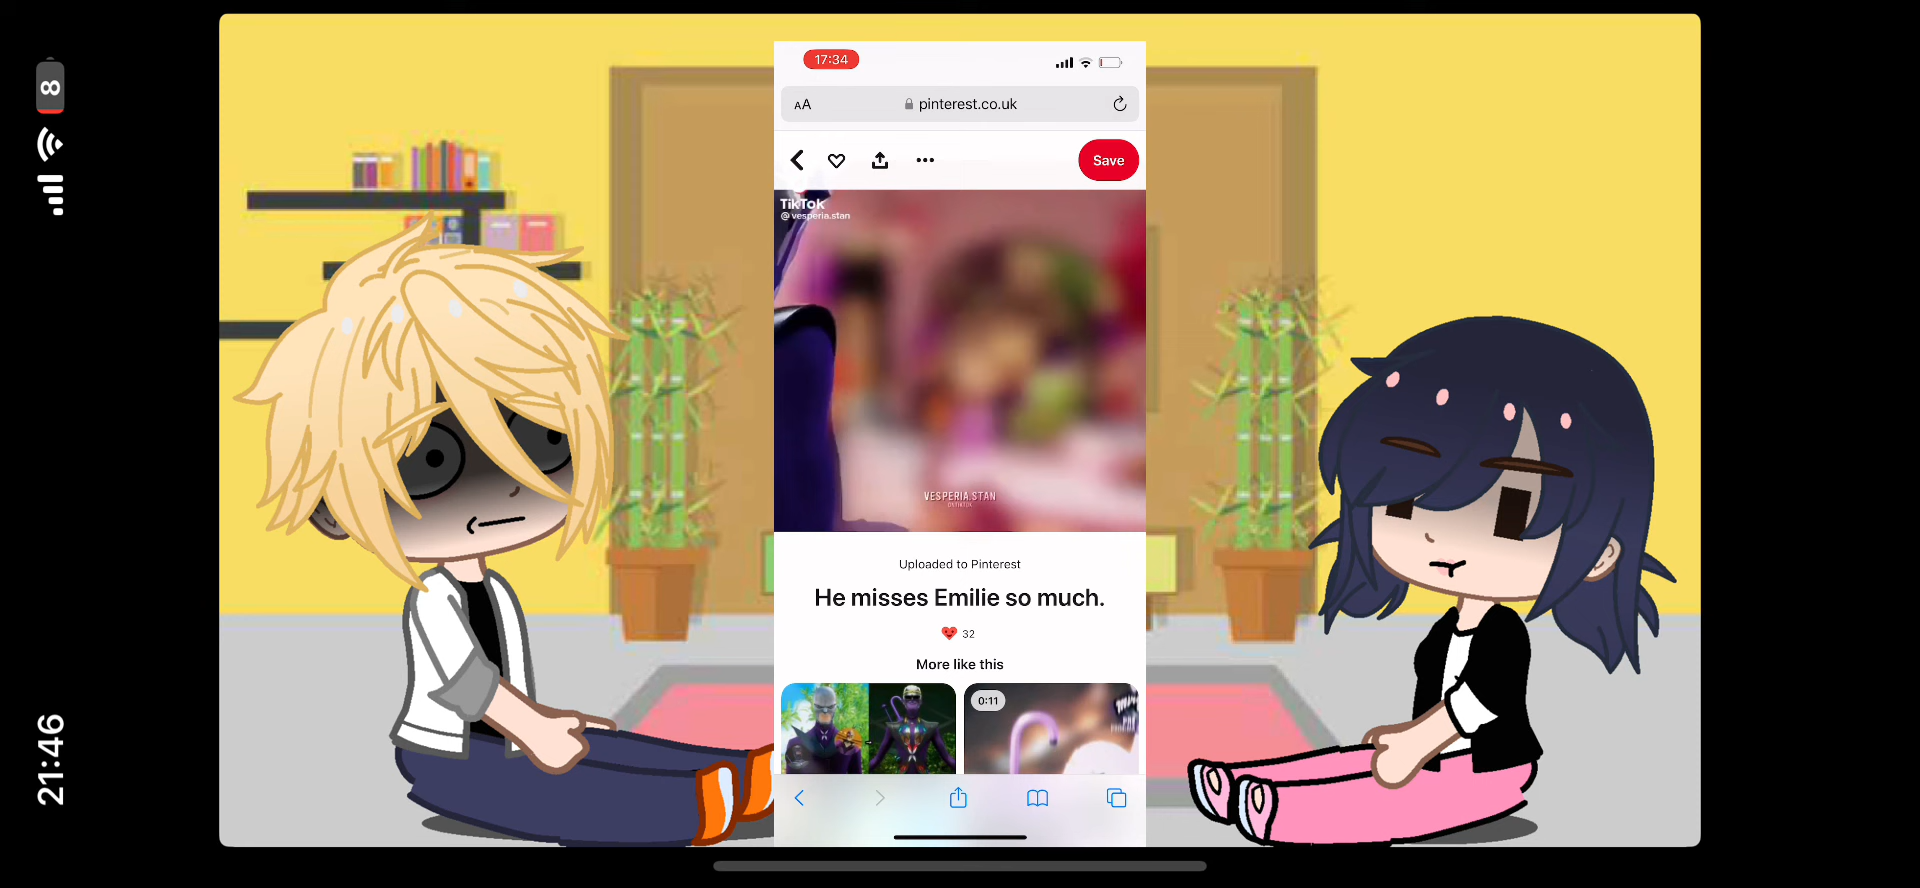 8
21:46
17:34
AA
pinterest.co.uk
Save
TikTok
@vesperia.stan
VESPERIA.STAN
Uploaded to Pinterest
He misses Emilie so much.
32
More like this
0:11